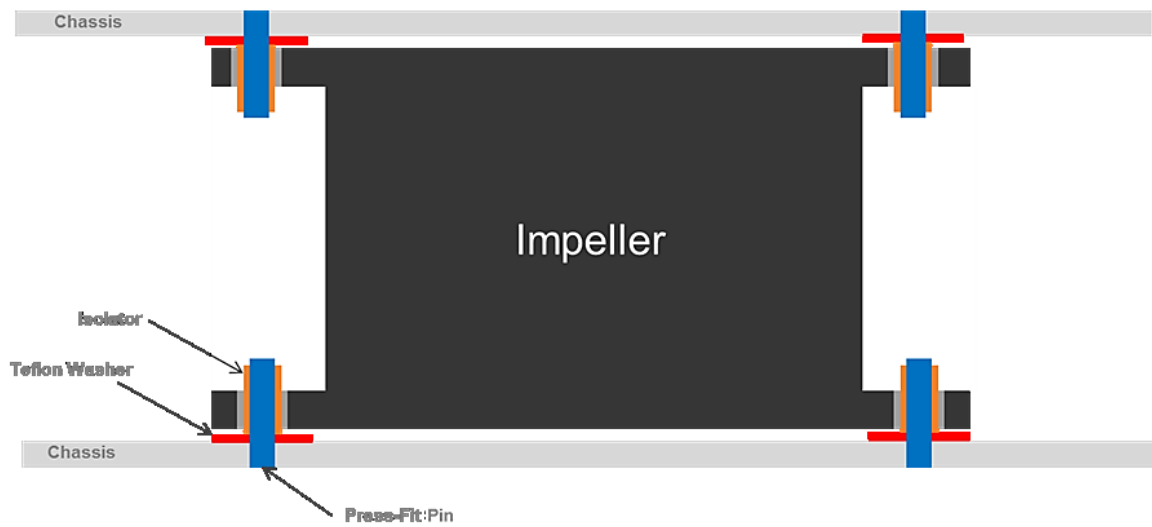 Chassis
Impeller
Isolator
Teflon Washer
Chassis
Press-Fit Pin